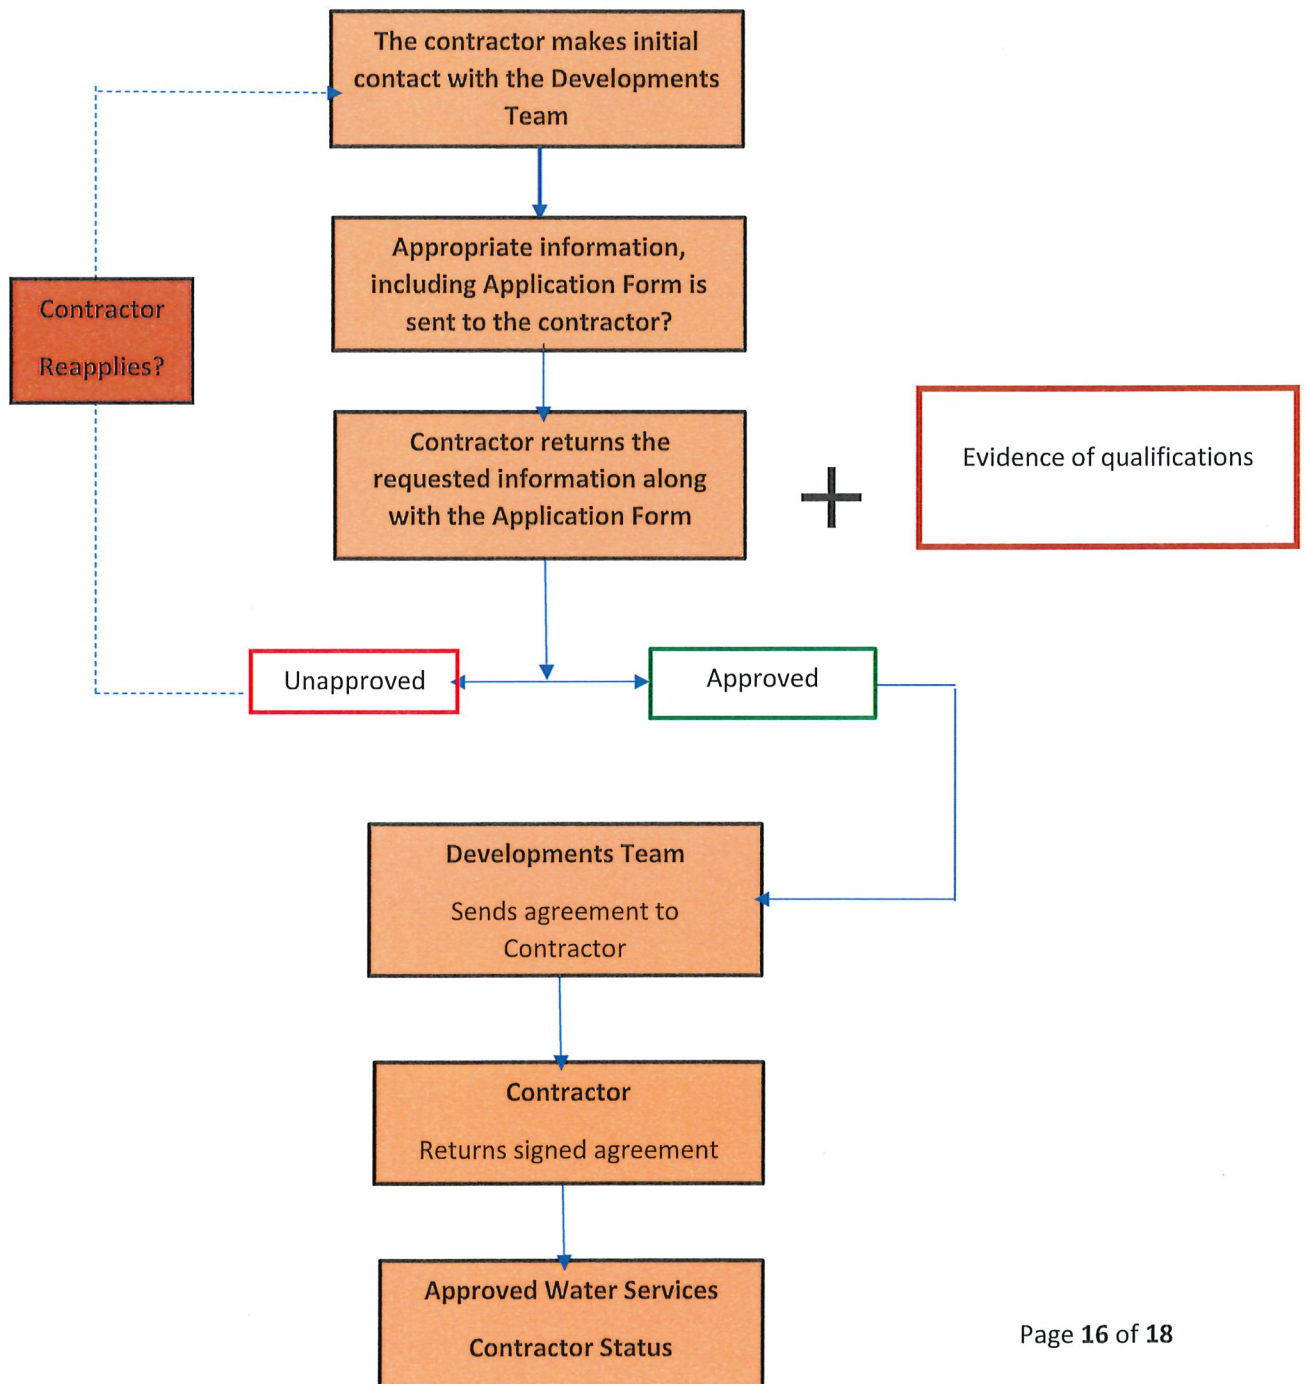 The contractor makes initial
contact with the Developments
Team
Appropriate information,
including Application Form is
sent to the contractor?
Contractor
Reapplies?
Contractor returns the
requested information along
with the Application Form
+
Evidence of qualifications
Unapproved
Approved
Developments Team
Sends agreement to
Contractor
Contractor
Returns signed agreement
Approved Water Services
Contractor Status
Page 16 of 18